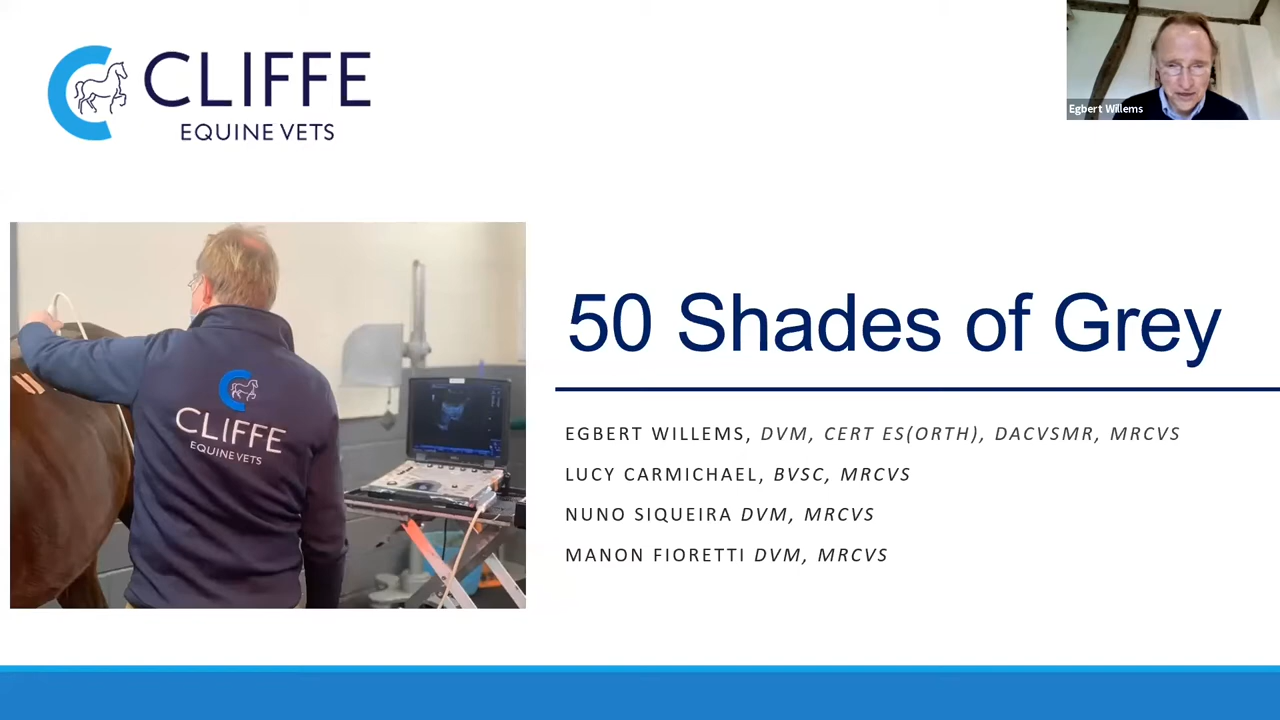 CLIFFE
EQUINE VETS
Egbert Willems
CLIFFE
EQUINE VETS
50 Shades of Grey
EGBERT WILLEMS, DVM, CERT ES(ORTH), DACVSMR, MRCVS
LUCY CARMICHAEL, BVSC, MRCVS
NUNO SIQUEIRA DVM, MRCVS
MANON FIORETTI DVM, MRCVS